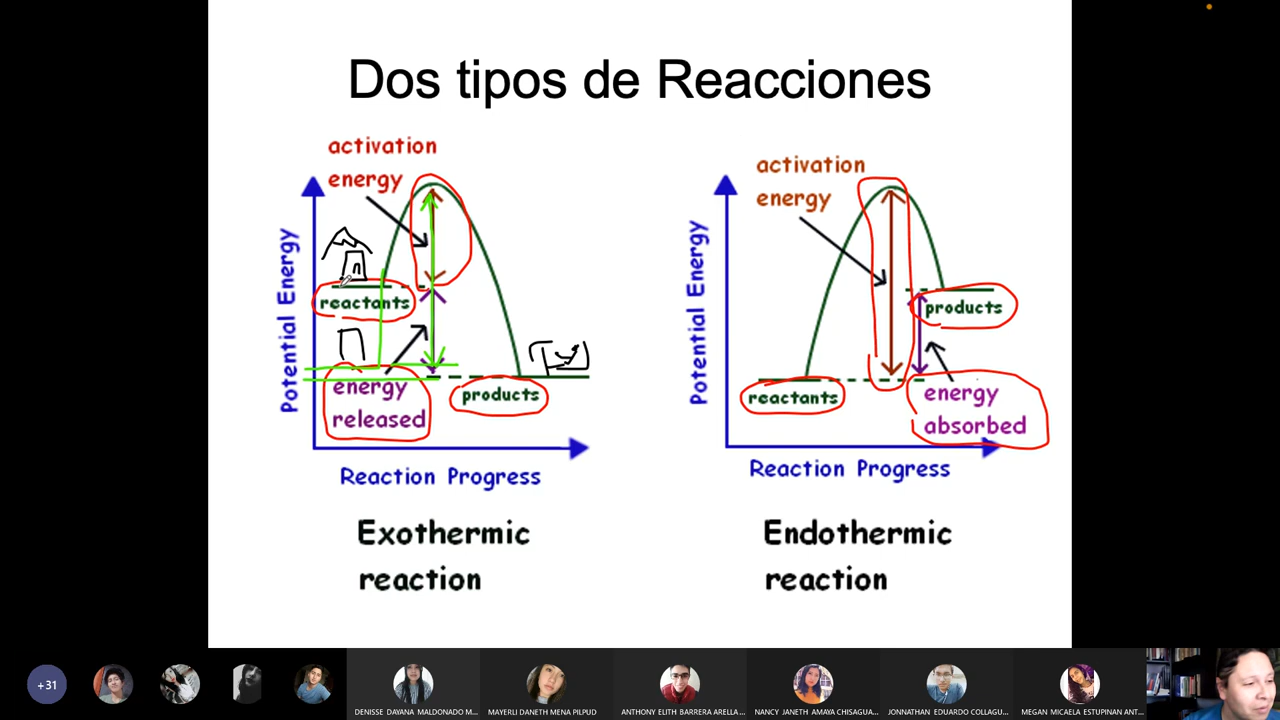 Dos tipos de Reacciones
activation
energy
Potential Energy
reactants
energy
released
products
Reaction Progress
Exothermic
reaction
activation
energy
Potential Energy
products
reactants
energy
absorbed
Reaction Progress
Endothermic
reaction
+31
DENISSE DAYANA MALDONADO M...
MAYERLI DANETH MENA PILPUD
ANTHONY ELITH BARRERA ARELLA...
NANCY JANETH AMAYA CHISAGUA...
JONNATHAN EDUARDO COLLAGU...
MEGAN MICAELA ESTUPINAN ANT...